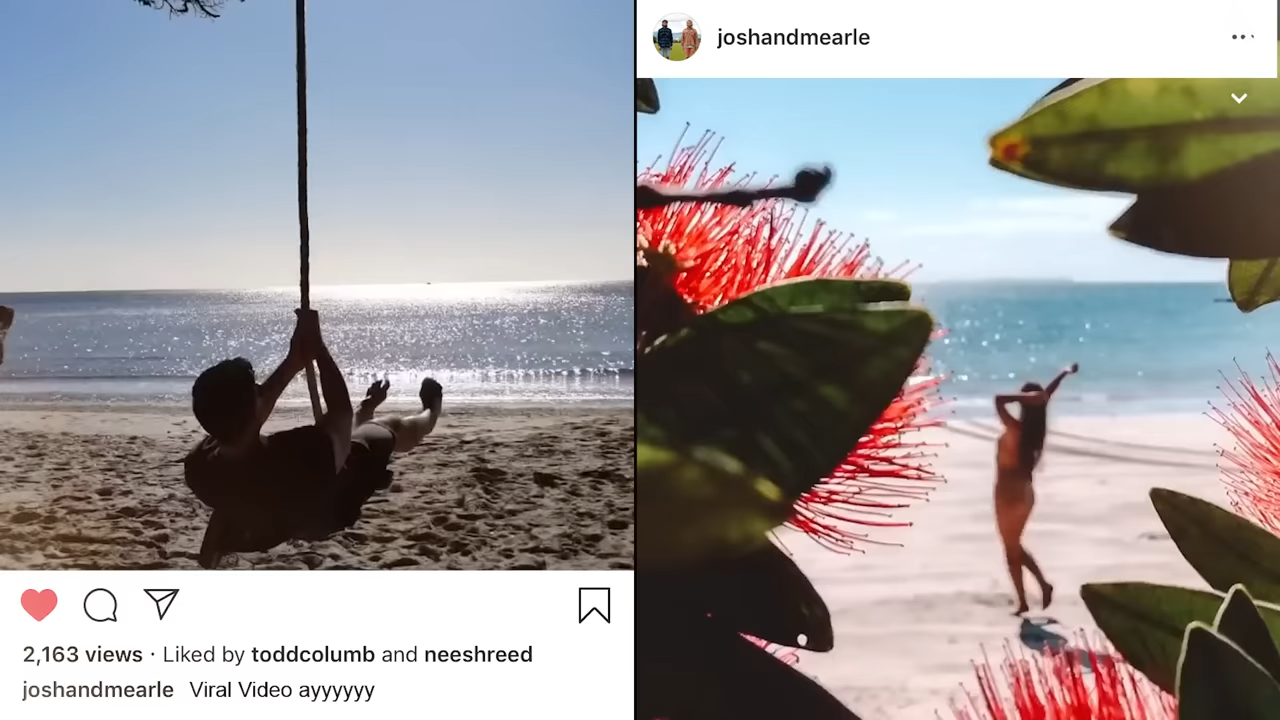 2,163 views · Liked by toddcolumb and neeshreed
joshandmearle Viral Video ayyyyyy
joshandmearle